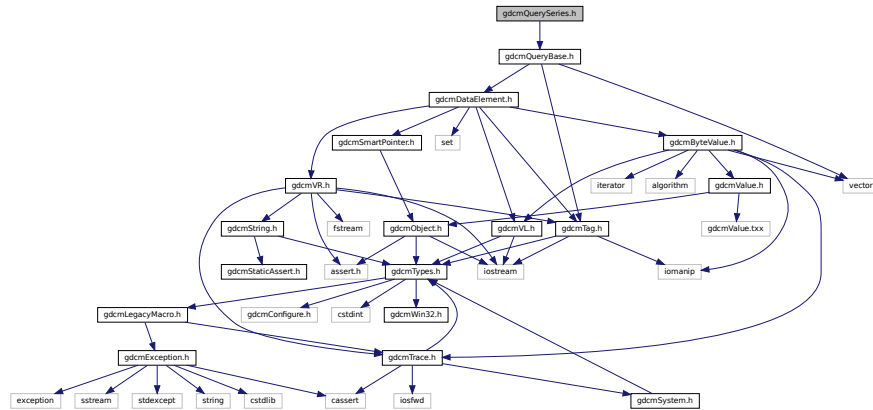 gdcmQuerySeries.h
gdcmQueryBase.h
gdcmDataElement.h
gdcmSmartPointer.h
set
gdcmByteValue.h
gdcmVR.h
iterator
algorithm
gdcmValue.h
vector
gdcmString.h
fstream
gdcmObject.h
gdcmVL.h
gdcmTag.h
gdcmValue.txx
gdcmStaticAssert.h
assert.h
gdcmTypes.h
iostream
iomanip
gdcmLegacyMacro.h
gdcmConfigure.h
cstdint
gdcmWin32.h
gdcmException.h
gdcmTrace.h
exception
sstream
stdexcept
string
cstdlib
cassert
iosfwd
gdcmSystem.h